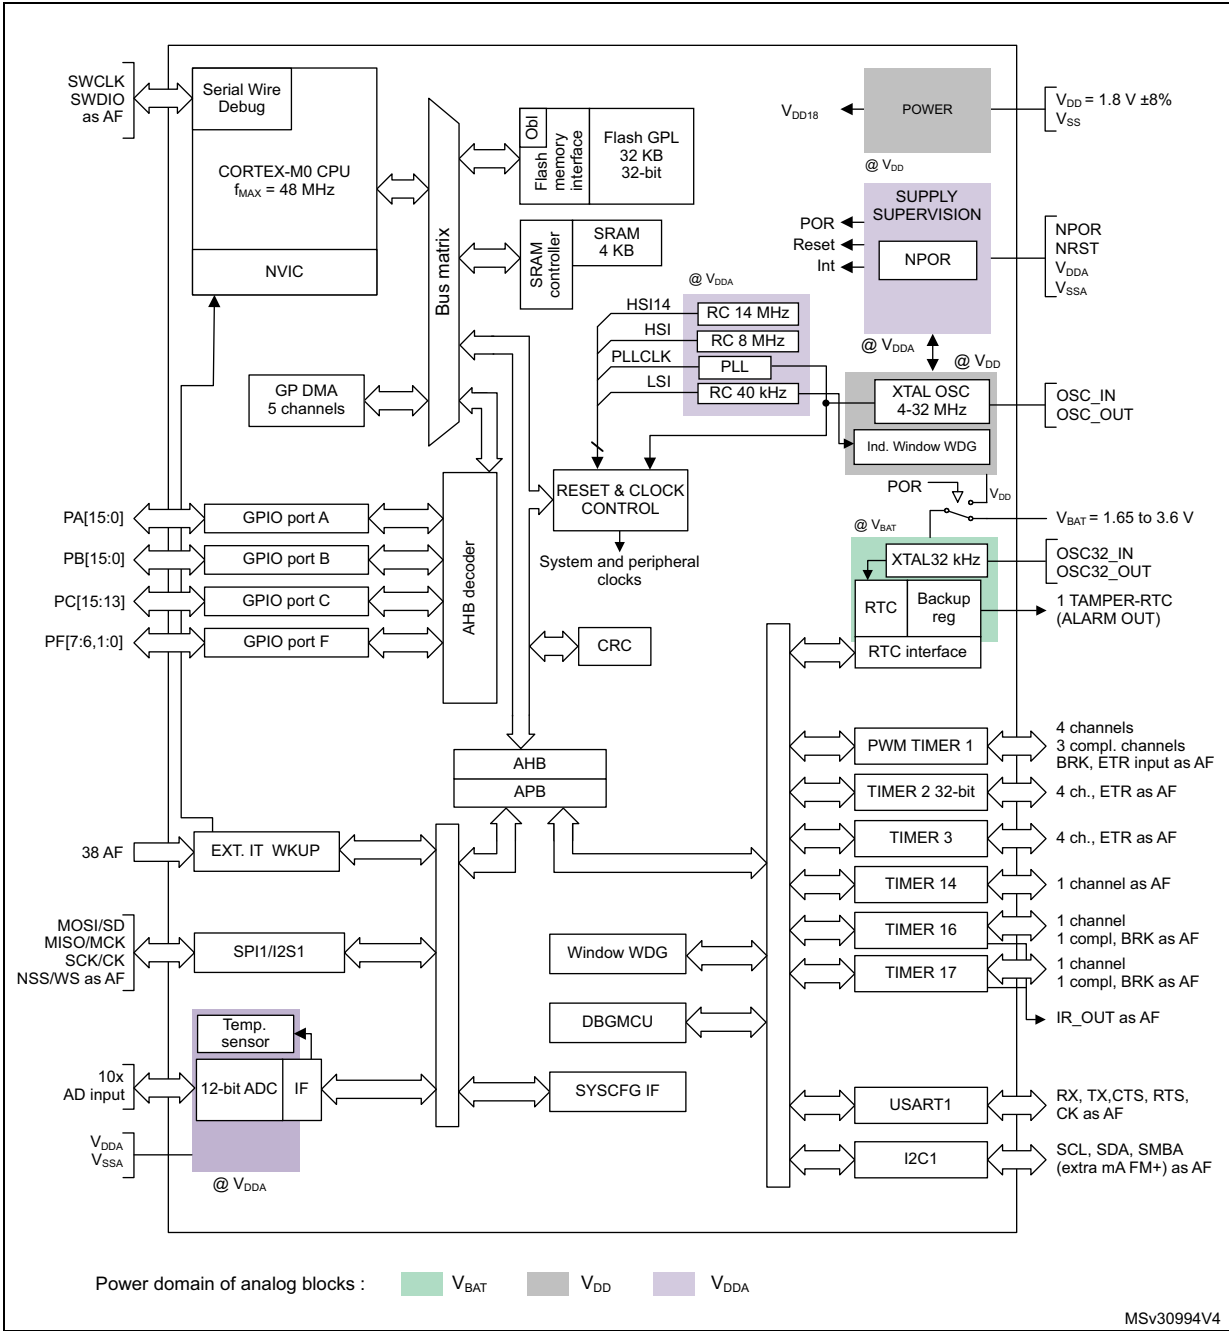 SWCLK
SWDIO
as AF
Serial Wire
Debug
CORTEX-M0 CPU
fMAX = 48 MHz
NVIC
Bus matrix
Obl
Flash
memory
interface
Flash GPL
32 KB
32-bit
SRAM
controller
SRAM
4 KB
VDD18
POWER
VDD = 1.8 V ±8%
VSS
@ VDD
SUPPLY
SUPERVISION
NPOR
POR
Reset
Int
NPOR
NRST
VDDA
VSSA
@ VDDA
@ VDD
@ VDDA
HSI14
HSI
PLLCLK
LSI
RC 14 MHz
RC 8 MHz
PLL
RC 40 kHz
XTAL OSC
4-32 MHz
Ind. Window WDG
OSC_IN
OSC_OUT
GP DMA
5 channels
RESET & CLOCK
CONTROL
System and peripheral
clocks
POR
VDD
VBAT = 1.65 to 3.6 V
@ VBAT
XTAL32 kHz
OSC32_IN
OSC32_OUT
RTC
Backup
reg
RTC interface
1 TAMPER-RTC
(ALARM OUT)
PA[15:0]
GPIO port A
PB[15:0]
GPIO port B
PC[15:13]
GPIO port C
PF[7:6,1:0]
GPIO port F
AHB decoder
CRC
AHB
APB
PWM TIMER 1
4 channels
3 compl. channels
BRK, ETR input as AF
TIMER 2 32-bit
4 ch., ETR as AF
TIMER 3
4 ch., ETR as AF
TIMER 14
1 channel as AF
TIMER 16
1 channel
1 compl, BRK as AF
TIMER 17
1 channel
1 compl, BRK as AF
IR_OUT as AF
38 AF
EXT. IT WKUP
MOSI/SD
MISO/MCK
SCK/CK
NSS/WS as AF
SPI1/I2S1
Window WDG
DBGMCU
SYSCFG IF
Temp.
sensor
12-bit ADC
IF
10x
AD input
VDDA
VSSA
@ VDDA
USART1
RX, TX,CTS, RTS,
CK as AF
I2C1
SCL, SDA, SMBA
(extra mA FM+) as AF
Power domain of analog blocks :
VBAT
VDD
VDDA
MSv30994V4